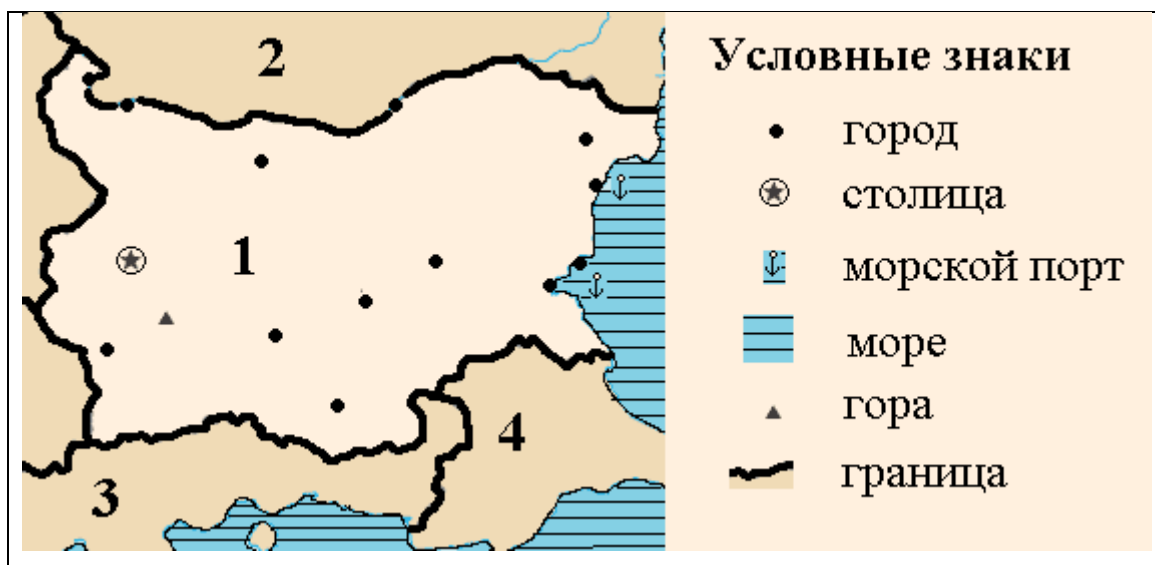 2
1
3
4
Условные знаки
город
столица
морской порт
море
гора
граница